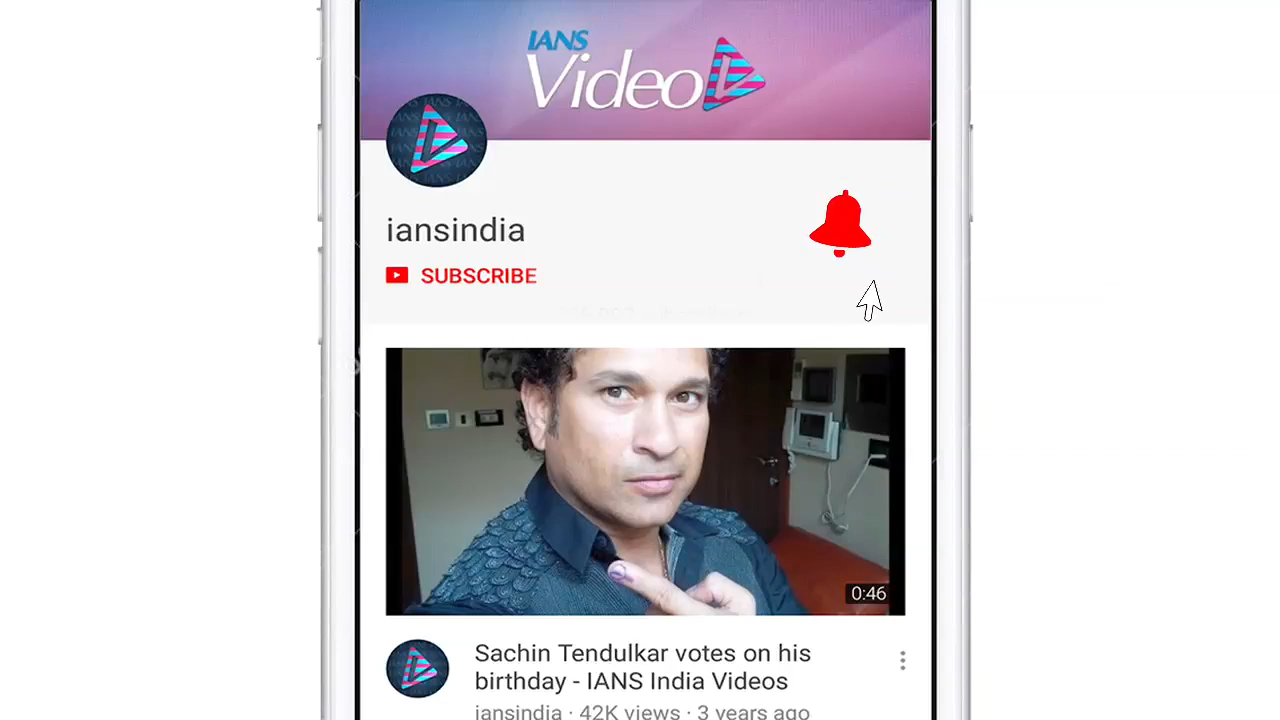 IANS
Video
iansindia
SUBSCRIBE
0:46
Sachin Tendulkar votes on his
birthday - IANS India Videos
iansindia · 42K views · 3 years ago